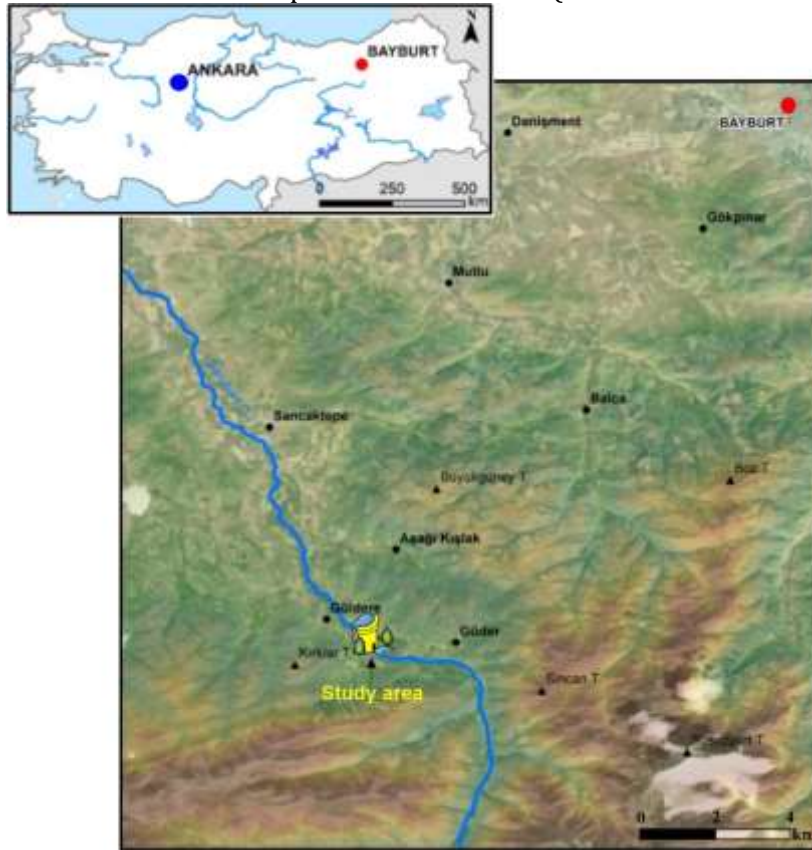 N
BAYBURT
ANKARA
0 250 500
km
BAYBURT
Danişment
Gökpınar
Mutlu
Balca
Sancaktepe
Büyükgüney T
Boz T
Aşağı Kışlak
Güldere
Güder
Kırklar T
Study area
Sincan T
0 2 4
km